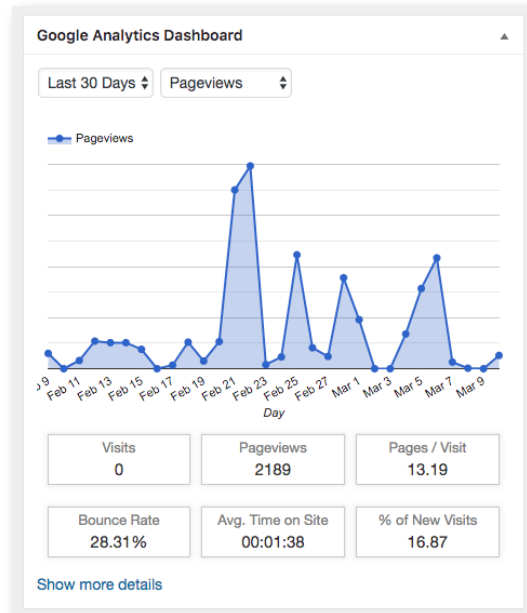 Google Analytics Dashboard
Last 30 Days Pageviews
Pageviews
9 Feb 11 Feb 13 Feb 15 Feb 17 Feb 19 Feb 21 Feb 23 Feb 25 Feb 27 Mar 1 Mar 3 Mar 5 Mar 7 Mar 9
Day
Visits Pageviews Pages / Visit
0 2189 13.19
Bounce Rate Avg. Time on Site % of New Visits
28.31% 00:01:38 16.87
Show more details